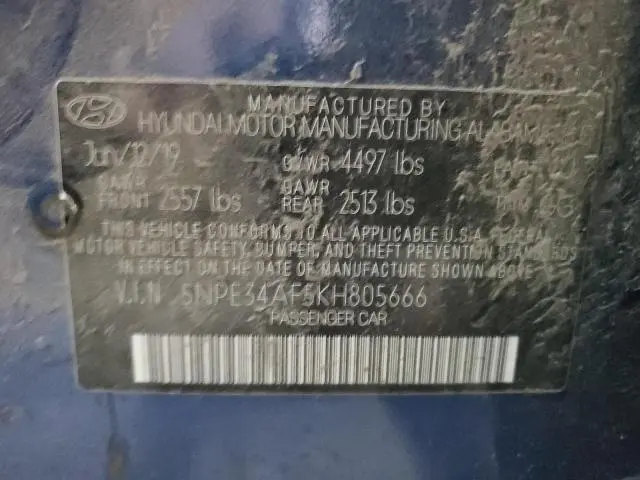 MANUFACTURED BY
HYUNDAI MOTOR MANUFACTURING ALABAMA
Jun/12/19 GVWR 4497 lbs
GAWR FRONT 2557 lbs GAWR REAR 2513 lbs
THIS VEHICLE CONFORMS TO ALL APPLICABLE U.S.A. FEDERAL
MOTOR VEHICLE SAFETY, BUMPER, AND THEFT PREVENTION STANDARDS
IN EFFECT ON THE DATE OF MANUFACTURE SHOWN ABOVE.
V.I.N 5NPE34AF5KH805666
PASSENGER CAR